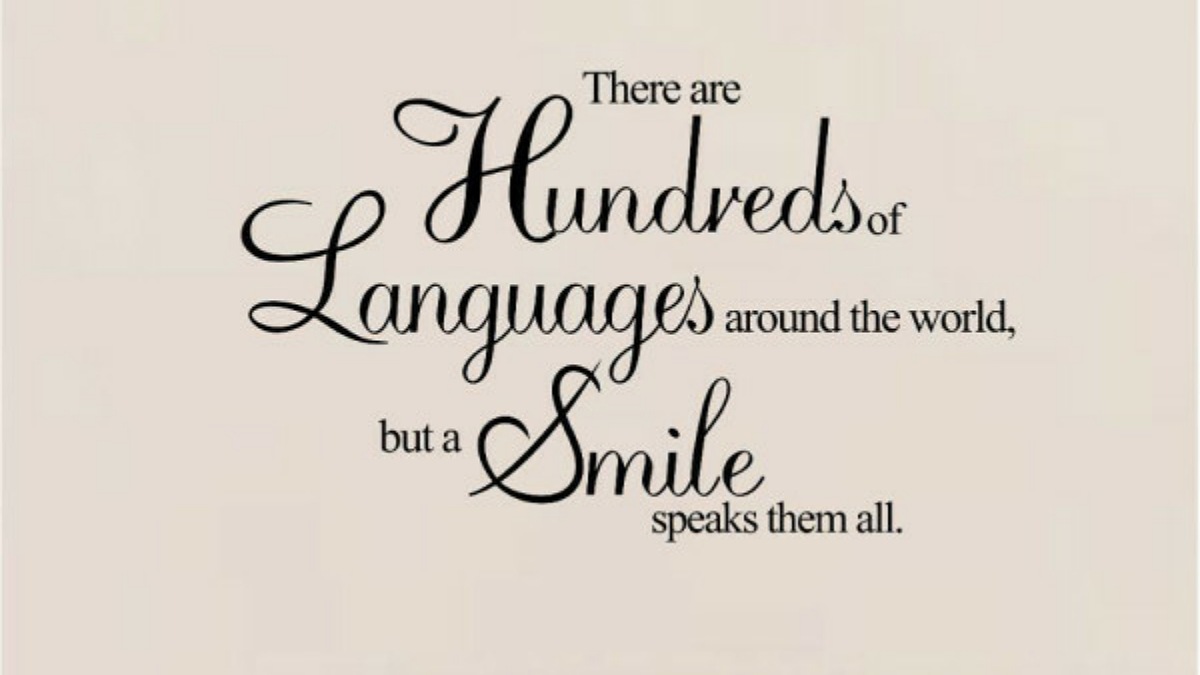 There are
Hundreds of
Languages around the world,
but a Smile
speaks them all.